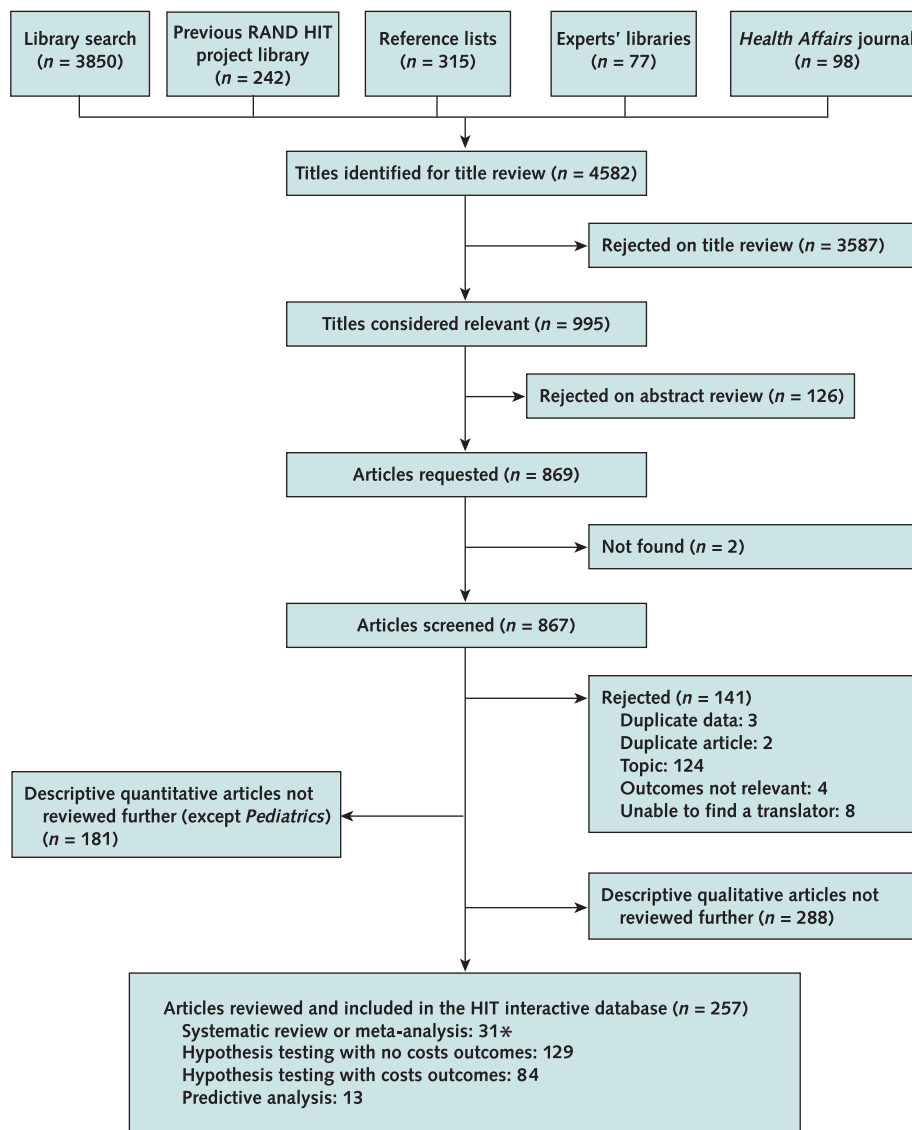 Library search
(n = 3850)
Previous RAND HIT
project library
(n = 242)
Reference lists
(n = 315)
Experts’ libraries
(n = 77)
Health Affairs journal
(n = 98)
Titles identified for title review (n = 4582)
Rejected on title review (n = 3587)
Titles considered relevant (n = 995)
Rejected on abstract review (n = 126)
Articles requested (n = 869)
Not found (n = 2)
Articles screened (n = 867)
Rejected (n = 141)
Duplicate data: 3
Duplicate article: 2
Topic: 124
Outcomes not relevant: 4
Unable to find a translator: 8
Descriptive quantitative articles not
reviewed further (except Pediatrics)
(n = 181)
Descriptive qualitative articles not
reviewed further (n = 288)
Articles reviewed and included in the HIT interactive database (n = 257)
Systematic review or meta-analysis: 31*
Hypothesis testing with no costs outcomes: 129
Hypothesis testing with costs outcomes: 84
Predictive analysis: 13